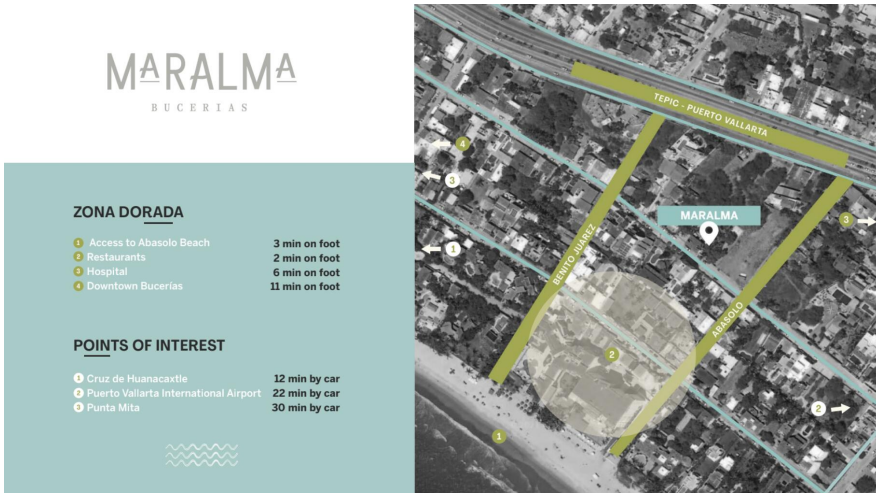 MARALMA
BUCERIAS
ZONA DORADA
1 Access to Abasolo Beach 3 min on foot
2 Restaurants 2 min on foot
3 Hospital 6 min on foot
4 Downtown Bucerias 11 min on foot
POINTS OF INTEREST
1 Cruz de Huanacaxtle 12 min by car
2 Puerto Vallarta International Airport 22 min by car
3 Punta Mita 30 min by car
TEPIC - PUERTO VALLARTA
4
3
MARALMA
3
1
BENITO JUAREZ
ABASOLO
2
2
1